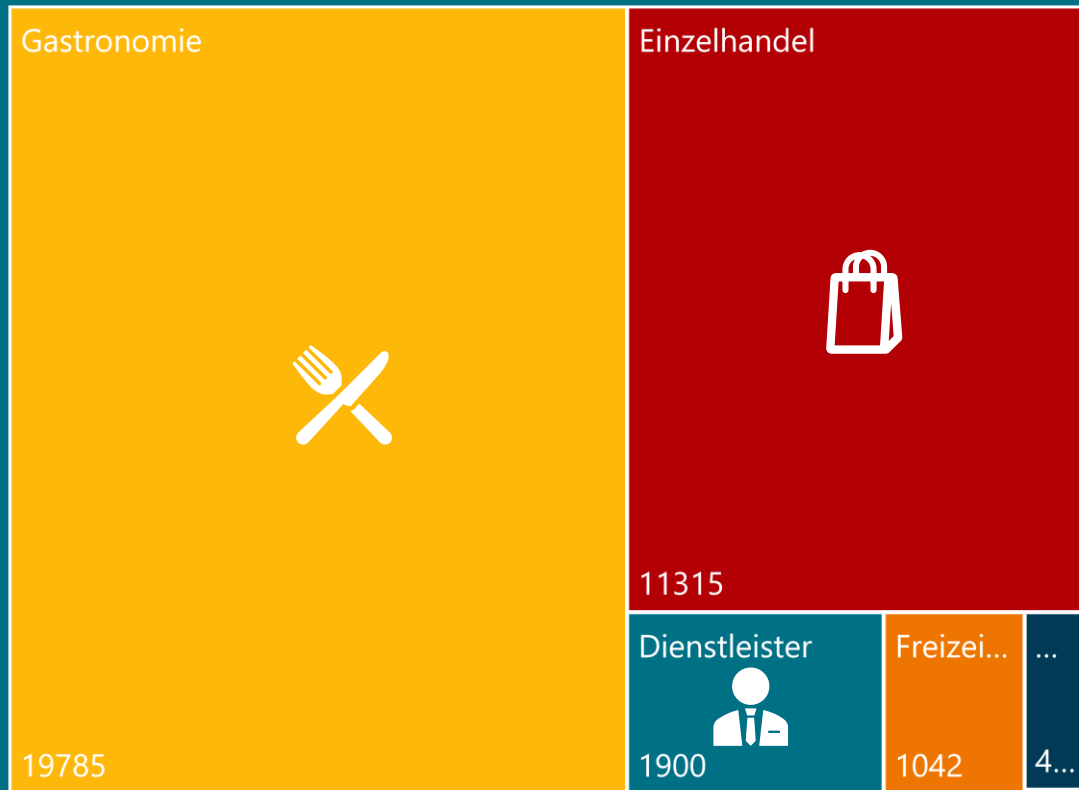 Gastronomie
19785
Einzelhandel
11315
Dienstleister
1900
Freizei...
1042
...
4...